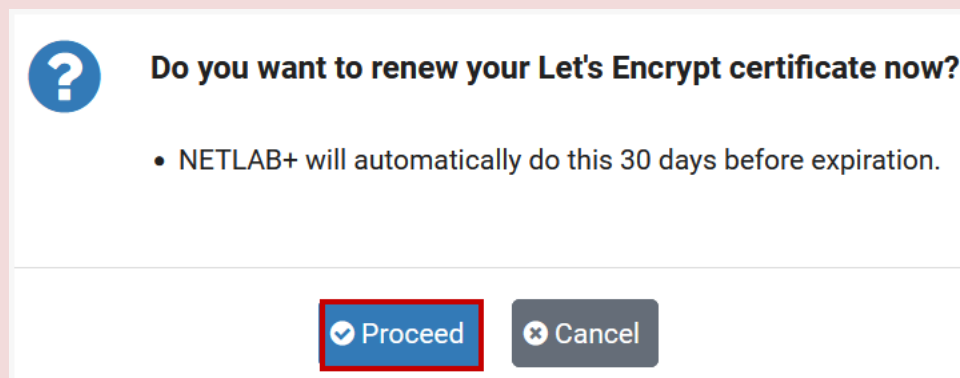 Do you want to renew your Let's Encrypt certificate now?
• NETLAB+ will automatically do this 30 days before expiration.
Proceed Cancel